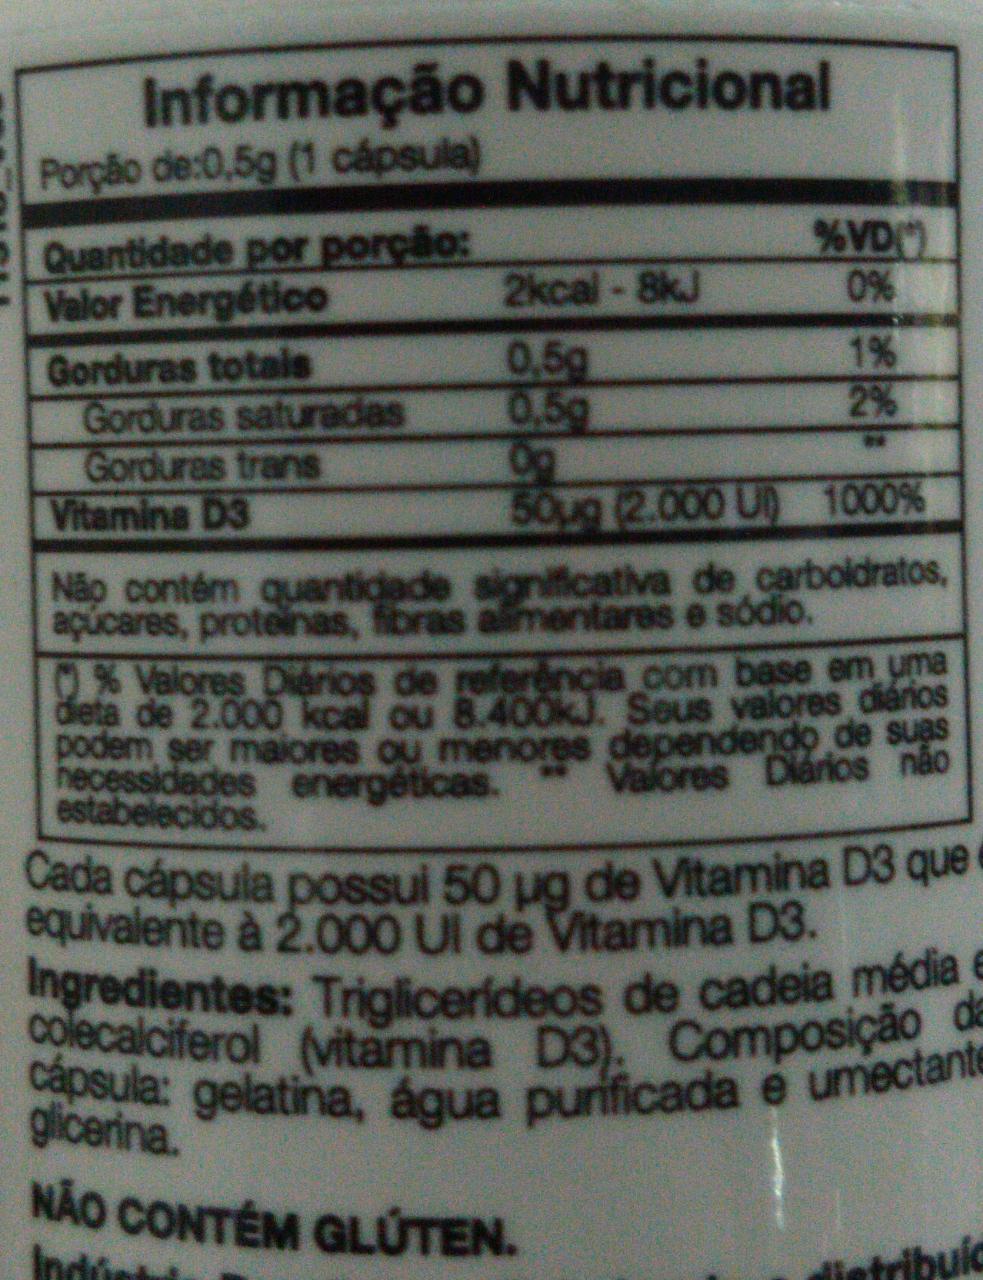 Informação Nutricional
Porção de:0,5g (1 cápsula)
Quantidade por porção: %VD(*)
Valor Energético 2kcal - 8kJ 0%
Gorduras totais 0,5g 1%
Gorduras saturadas 0,5g 2%
Gorduras trans 0g **
Vitamina D3 50µg (2.000 UI) 1000%
Não contém quantidade significativa de carboidratos,
açúcares, proteínas, fibras alimentares e sódio.
(*) % Valores Diários de referência com base em uma
dieta de 2.000 kcal ou 8.400kJ. Seus valores diários
podem ser maiores ou menores dependendo de suas
necessidades energéticas. ** Valores Diários não
estabelecidos.
Cada cápsula possui 50 µg de Vitamina D3 que
equivalente à 2.000 UI de Vitamina D3.
Ingredientes: Triglicerídeos de cadeia média e
colecalciferol (vitamina D3). Composição da
cápsula: gelatina, água purificada e umectante
glicerina.
NÃO CONTÉM GLÚTEN.